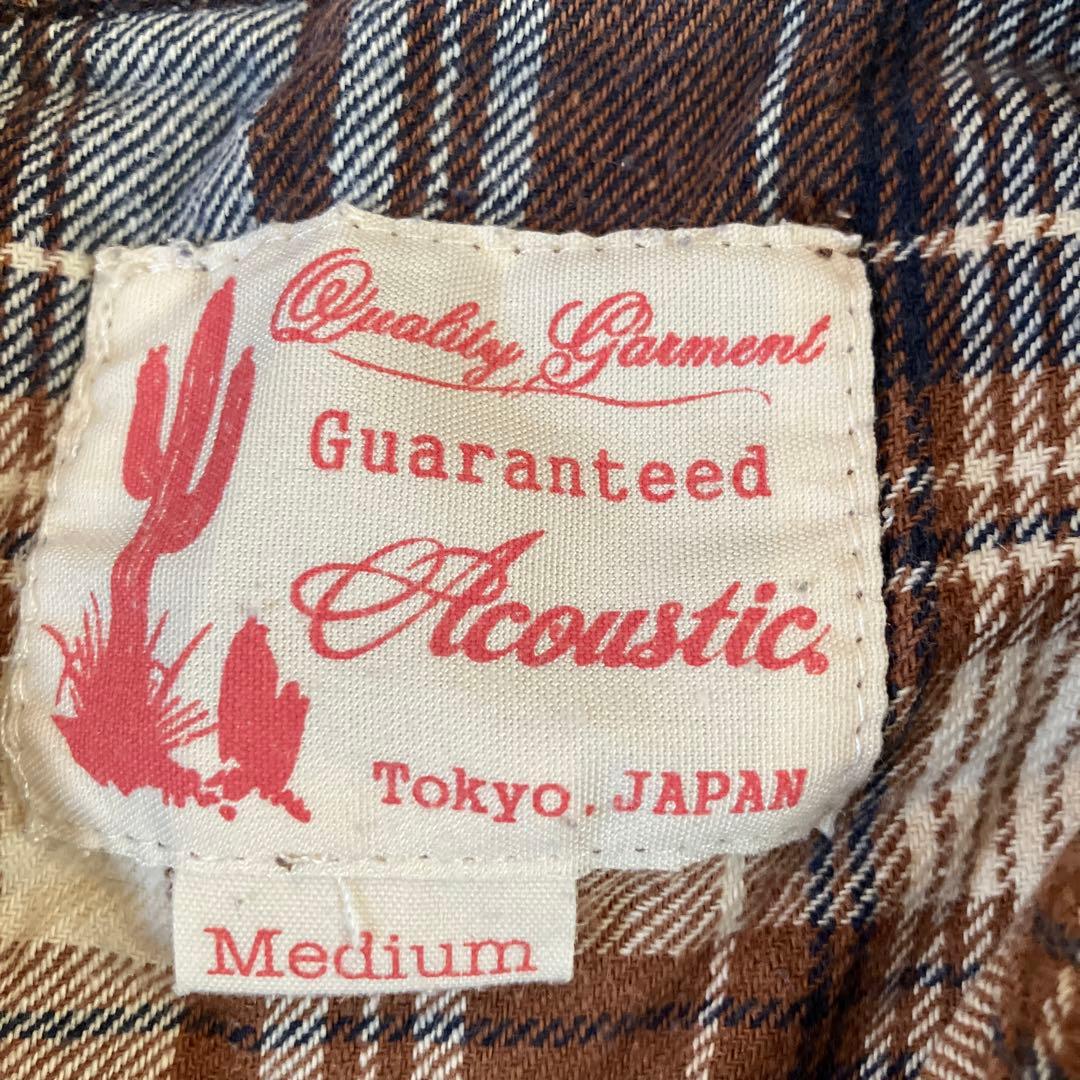 Quality Garment
Guaranteed
Acoustic.
Tokyo, JAPAN
Medium